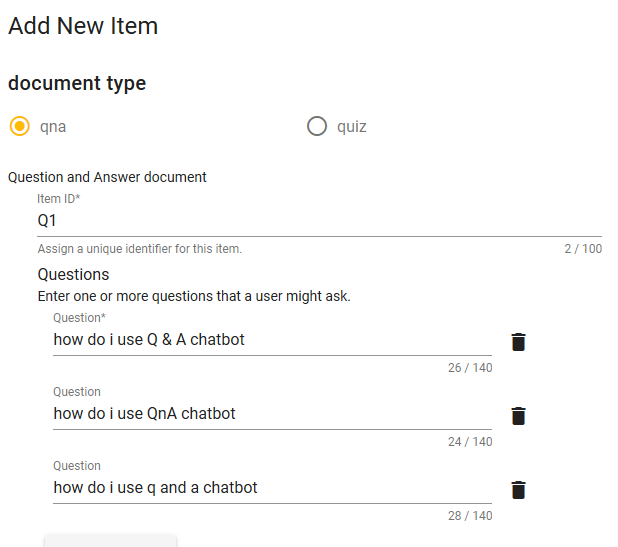 Add New Item
document type
qna quiz
Question and Answer document
Item ID*
Q1
Assign a unique identifier for this item. 2 / 100
Questions
Enter one or more questions that a user might ask.
Question*
how do i use Q & A chatbot
26 / 140
Question
how do i use QnA chatbot
24 / 140
Question
how do i use q and a chatbot
28 / 140